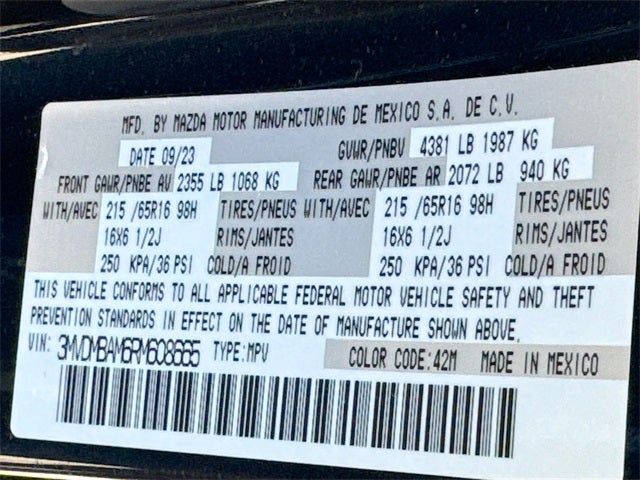 MFD. BY MAZDA MOTOR MANUFACTURING DE MEXICO S.A. DE C.V.
DATE 09/23 GVWR/PNBV 4381 LB 1987 KG
FRONT GAWR/PNBE AV 2355 LB 1068 KG REAR GAWR/PNBE AR 2072 LB 940 KG
WITH/AVEC 215 /65R16 98H TIRES/PNEUS WITH/AVEC 215 /65R16 98H TIRES/PNEUS
16X6 1/2J RIMS/JANTES 16X6 1/2J RIMS/JANTES
250 KPA/36 PSI COLD/A FROID 250 KPA/36 PSI COLD/A FROID
THIS VEHICLE CONFORMS TO ALL APPLICABLE FEDERAL MOTOR VEHICLE SAFETY AND THEFT
PREVENTION STANDARDS IN EFFECT ON THE DATE OF MANUFACTURE SHOWN ABOVE.
VIN: 3MVDMBAM6RM608665 TYPE:MPV COLOR CODE:42M MADE IN MEXICO